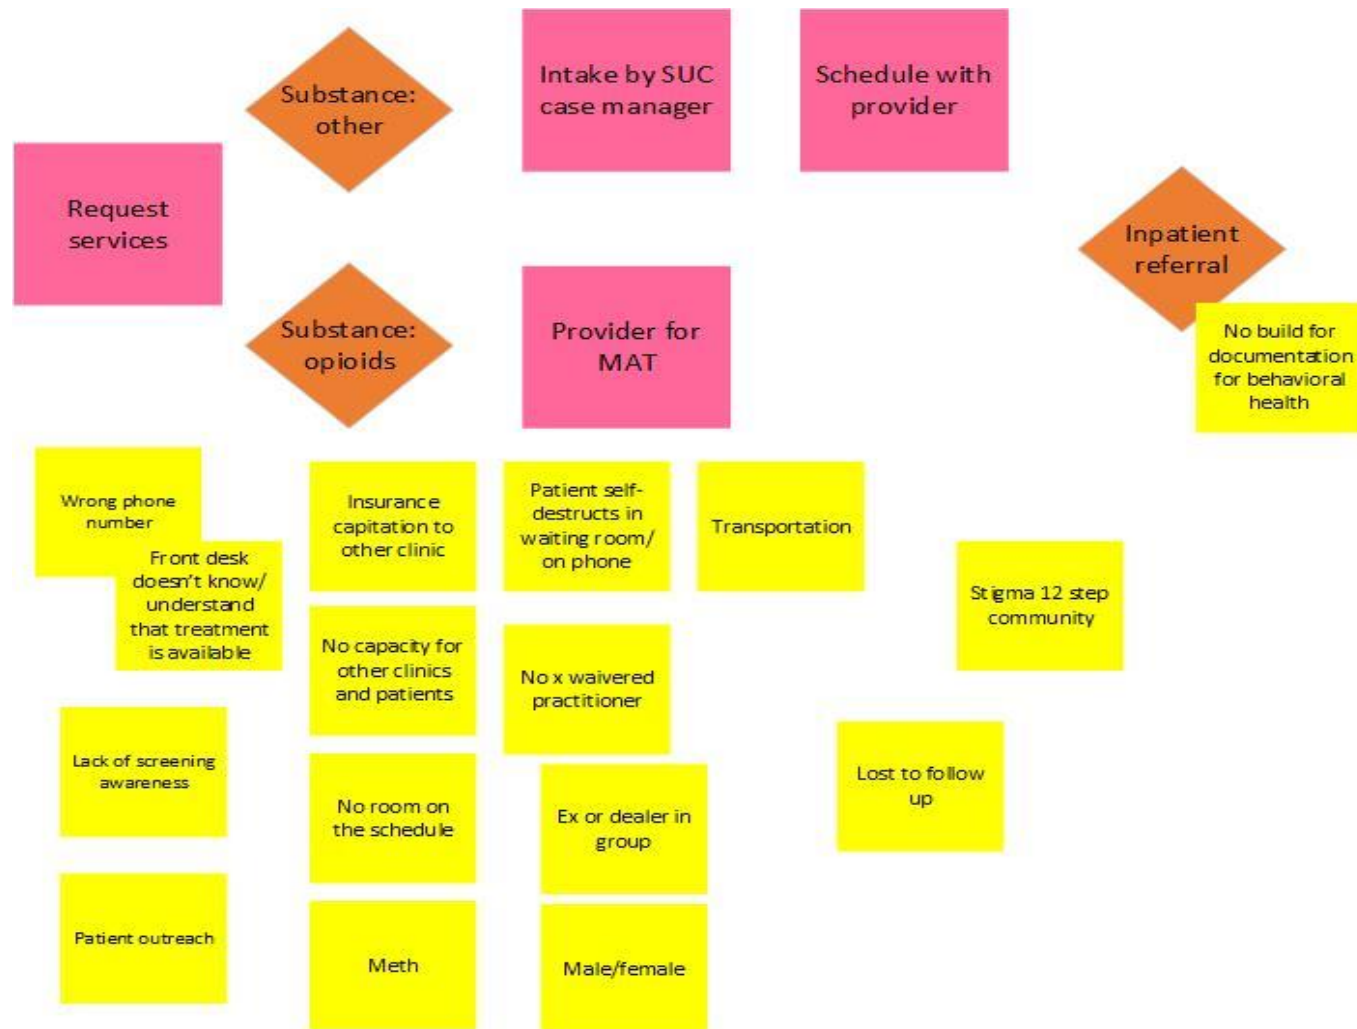 Substance:
other
Intake by SUC
case manager
Schedule with
provider
Request
services
Inpatient
referral
Substance:
opioids
Provider for
MAT
No build for
documentation
for behavioral
health
Wrong phone
number
Front desk
doesn't know/
understand
that treatment
is available
Insurance
capitation to
other clinic
Patient self-
destructs in
waiting room/
on phone
Transportation
Stigma 12 step
community
No capacity for
other clinics
and patients
No x waivered
practitioner
Lack of screening
awareness
No room on
the schedule
Ex or dealer in
group
Lost to follow
up
Patient outreach
Meth
Male/female